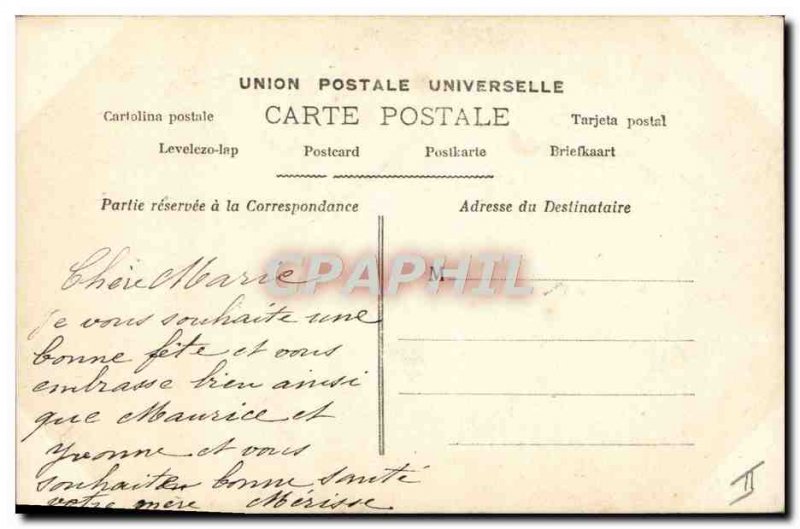 UNION POSTALE UNIVERSELLE
CARTE POSTALE
Cartolina postale Tarjeta postal
Levelezo-lap Postcard Postkarte Briefkaart
Partie réservée à la Correspondance
Adresse du Destinataire
CPAPHIL
M
Chère Marie
je vous souhaite une
bonne fête et vous
embrasse bien ainsi
que Maurice et
Yvonne et vous
souhaiten bonne santé
votre mère Mérisse